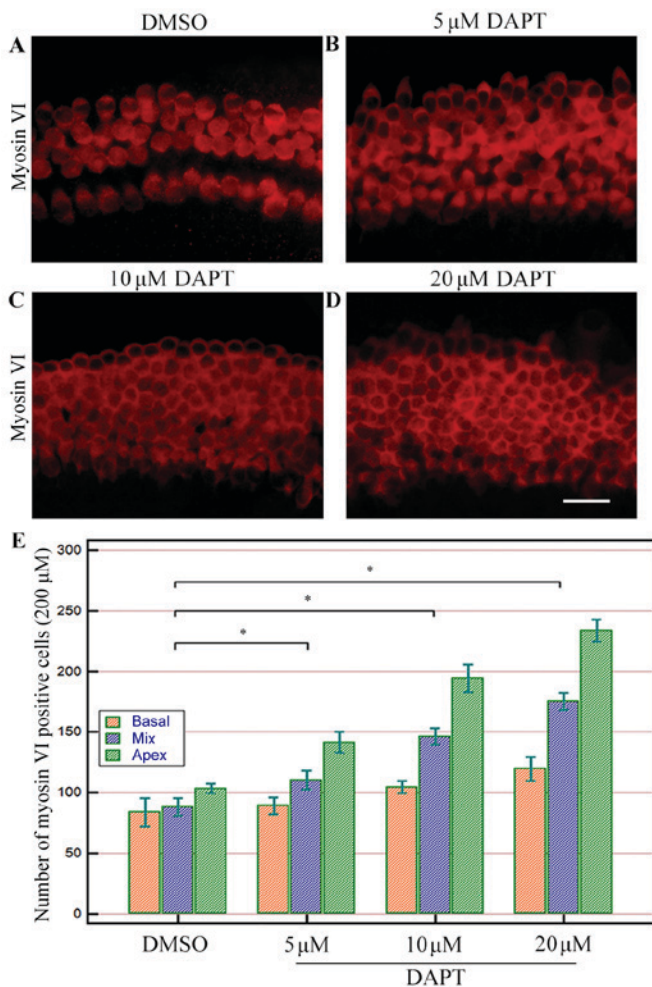 DMSO
5 µM DAPT
A
B
Myosin VI
10 µM DAPT
20 µM DAPT
C
D
Myosin VI
E
Number of myosin VI positive cells (200 µM)
300
250
200
150
100
50
0
*
*
*
Basal
Mix
Apex
DMSO
5 µM
10 µM
20 µM
DAPT